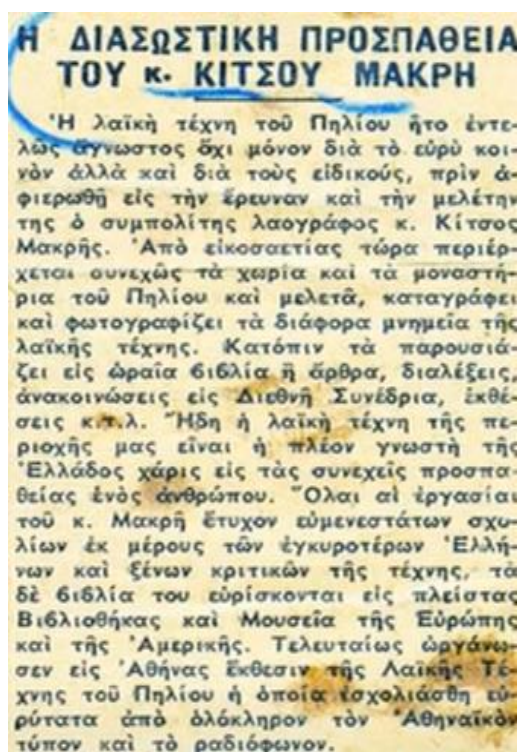 Η ΔΙΑΣΩΣΤΙΚΗ ΠΡΟΣΠΑΘΕΙΑ
ΤΟΥ κ. ΚΙΤΣΟΥ ΜΑΚΡΗ
Ἡ λαϊκὴ τέχνη τοῦ Πηλίου ἦτο ἐντε-
λῶς ἄγνωστος ὄχι μόνον διὰ τὸ εὐρὺ κοι-
νὸν ἀλλὰ καὶ διὰ τοὺς εἰδικούς, πρὶν ἀ-
φιερωθῆ εἰς τὴν ἔρευναν καὶ τὴν μελέτην
της ὁ συμπολίτης λαογράφος κ. Κίτσος
Μακρῆς. Ἀπὸ εἰκοσαετίας τώρα περιέρ-
χεται συνεχῶς τὰ χωρία καὶ τὰ μοναστή-
ρια τοῦ Πηλίου καὶ μελετᾶ, καταγράφει
καὶ φωτογραφίζει τὰ διάφορα μνημεῖα τῆς
λαϊκῆς τέχνης. Κατόπιν τὰ παρουσιά-
ζει εἰς ὡραῖα βιβλία ἢ ἄρθρα, διαλέξεις,
ἀνακοινώσεις εἰς Διεθνῆ Συνέδρια, ἐκθέ-
σεις κ.τ.λ. Ἤδη ἡ λαϊκὴ τέχνη τῆς πε-
ριοχῆς μας εἶναι ἡ πλέον γνωστὴ τῆς
Ἑλλάδος χάρις εἰς τὰς συνεχεῖς προσπα-
θείας ἑνὸς ἀνθρώπου. Ὅλαι αἱ ἐργασίαι
τοῦ κ. Μακρῆ ἔτυχον εὐμενεστάτων σχο-
λίων ἐκ μέρους τῶν ἐγκυροτέρων Ἑλλή-
νων καὶ ξένων κριτικῶν τῆς τέχνης, τὰ
δὲ βιβλία του εὑρίσκονται εἰς πλείστας
Βιβλιοθήκας καὶ Μουσεῖα τῆς Εὐρώπης
καὶ τῆς Ἀμερικῆς. Τελευταίως ὠργάνω-
σεν εἰς Ἀθήνας ἔκθεσιν τῆς Λαϊκῆς Τέ-
χνης τοῦ Πηλίου ἡ ὁποία ἐσχολιάσθη εὐ-
ρύτατα ἀπὸ ὁλόκληρον τὸν Ἀθηναϊκὸν
τύπον καὶ τὸ ραδιόφωνον.